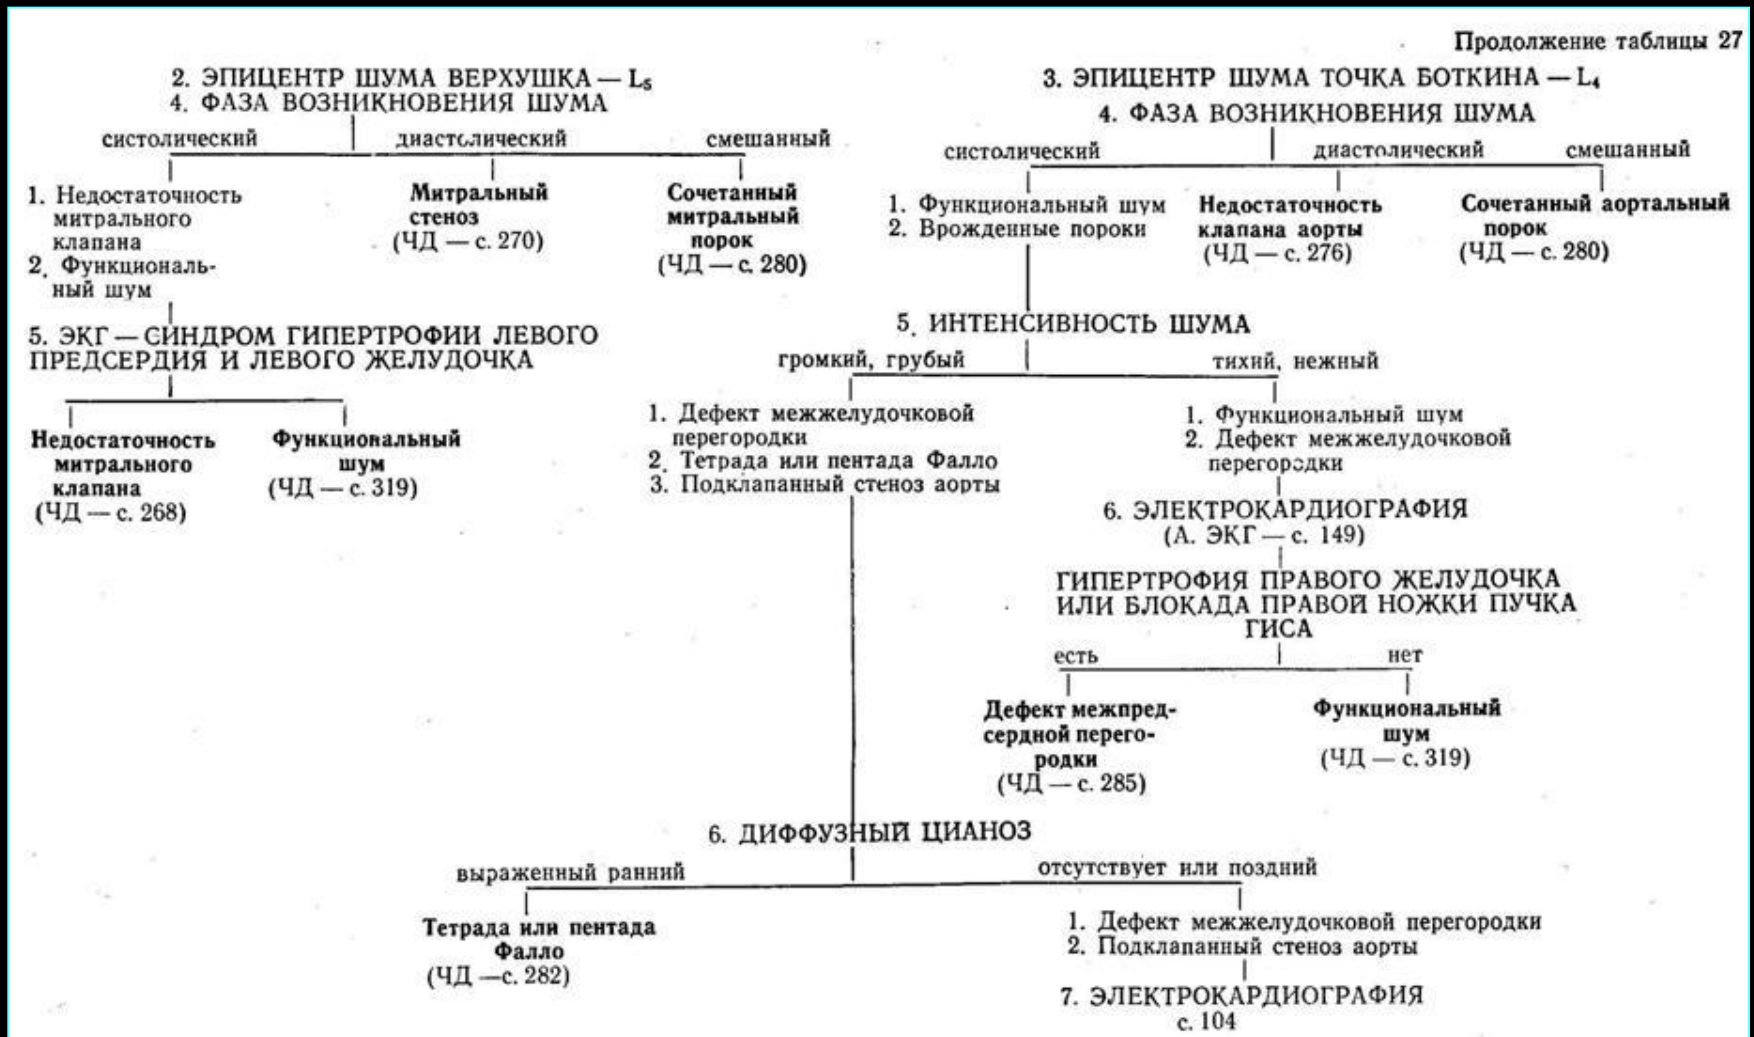 Продолжение таблицы 27
2. ЭПИЦЕНТР ШУМА ВЕРХУШКА — L₅
4. ФАЗА ВОЗНИКНОВЕНИЯ ШУМА
систолический диастолический смешанный
1. Недостаточность
митрального
клапана
2. Функциональ-
ный шум
Митральный
стеноз
(ЧД — с. 270)
Сочетанный
митральный
порок
(ЧД — с. 280)
5. ЭКГ — СИНДРОМ ГИПЕРТРОФИИ ЛЕВОГО
ПРЕДСЕРДИЯ И ЛЕВОГО ЖЕЛУДОЧКА
Недостаточность
митрального
клапана
(ЧД — с. 268)
Функциональный
шум
(ЧД — с. 319)
3. ЭПИЦЕНТР ШУМА ТОЧКА БОТКИНА — L₄
4. ФАЗА ВОЗНИКНОВЕНИЯ ШУМА
систолический диастолический смешанный
1. Функциональный шум
2. Врожденные пороки
Недостаточность
клапана аорты
(ЧД — с. 276)
Сочетанный аортальный
порок
(ЧД — с. 280)
5. ИНТЕНСИВНОСТЬ ШУМА
громкий, грубый тихий, нежный
1. Дефект межжелудочковой
перегородки
2. Тетрада или пентада Фалло
3. Подклапанный стеноз аорты
1. Функциональный шум
2. Дефект межжелудочковой
перегородки
6. ЭЛЕКТРОКАРДИОГРАФИЯ
(А. ЭКГ — с. 149)
ГИПЕРТРОФИЯ ПРАВОГО ЖЕЛУДОЧКА
ИЛИ БЛОКАДА ПРАВОЙ НОЖКИ ПУЧКА
ГИСА
есть нет
Дефект межпред-
сердной перего-
родки
(ЧД — с. 285)
Функциональный
шум
(ЧД — с. 319)
6. ДИФФУЗНЫЙ ЦИАНОЗ
выраженный ранний отсутствует или поздний
Тетрада или пентада
Фалло
(ЧД —с. 282)
1. Дефект межжелудочковой перегородки
2. Подклапанный стеноз аорты
7. ЭЛЕКТРОКАРДИОГРАФИЯ
с. 104